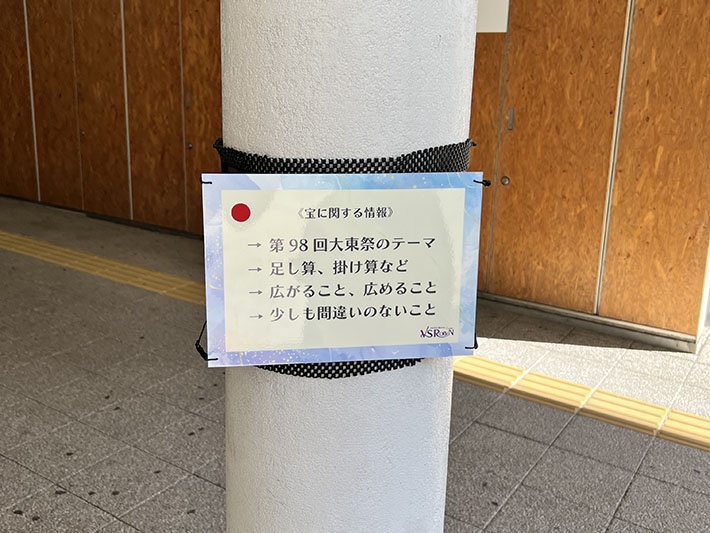 《宝に関する情報》
→ 第98回大東祭のテーマ
→ 足し算、掛け算など
→ 広がること、広めること
→ 少しも間違いのないこと